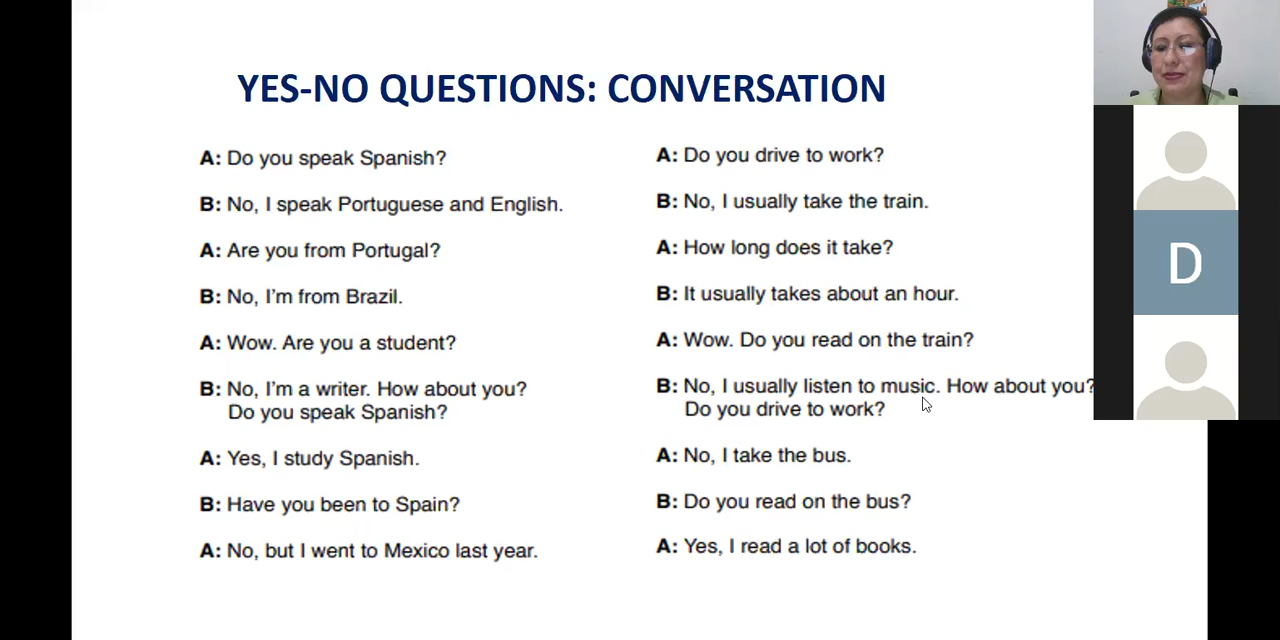 YES-NO QUESTIONS: CONVERSATION
A: Do you speak Spanish?
B: No, I speak Portuguese and English.
A: Are you from Portugal?
B: No, I'm from Brazil.
A: Wow. Are you a student?
B: No, I'm a writer. How about you?
Do you speak Spanish?
A: Yes, I study Spanish.
B: Have you been to Spain?
A: No, but I went to Mexico last year.
A: Do you drive to work?
B: No, I usually take the train.
A: How long does it take?
B: It usually takes about an hour.
A: Wow. Do you read on the train?
B: No, I usually listen to music. How about you?
Do you drive to work?
A: No, I take the bus.
B: Do you read on the bus?
A: Yes, I read a lot of books.
D